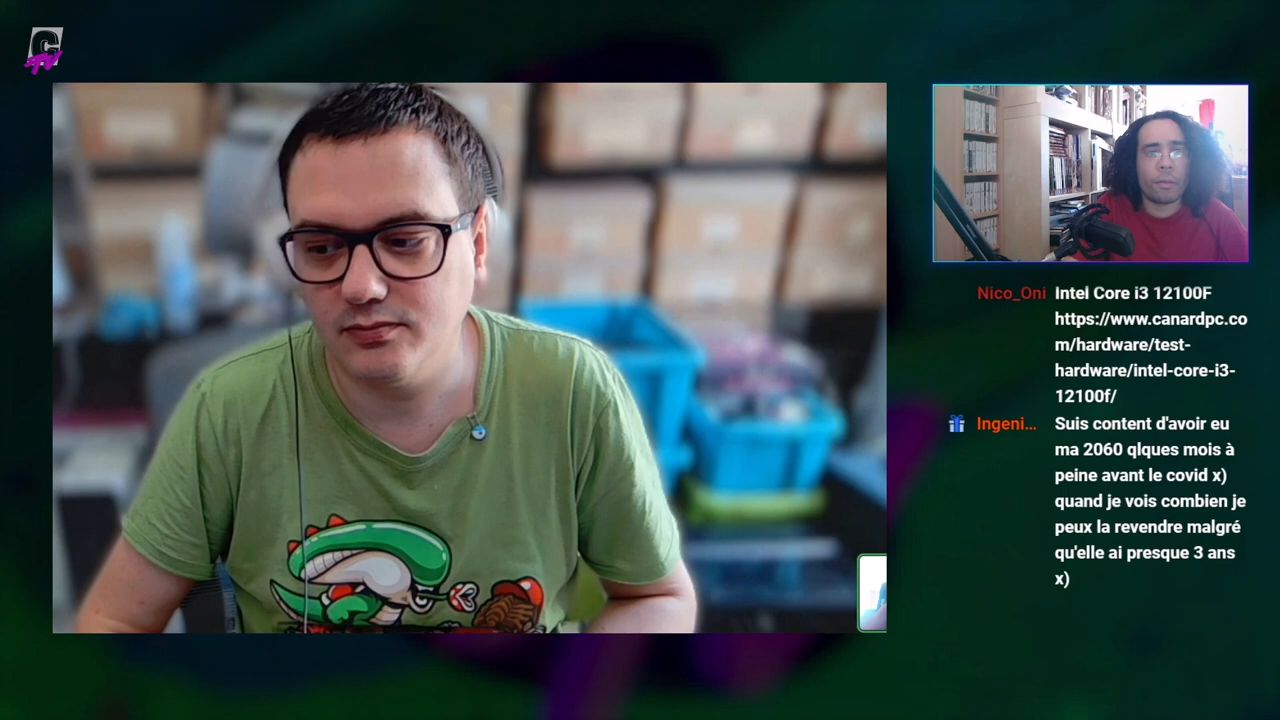 C
TV
Nico_Oni Intel Core i3 12100F
https://www.canardpc.co
m/hardware/test-
hardware/intel-core-i3-
12100f/
Ingeni... Suis content d'avoir eu
ma 2060 qlques mois à
peine avant le covid x)
quand je vois combien je
peux la revendre malgré
qu'elle ai presque 3 ans
x)